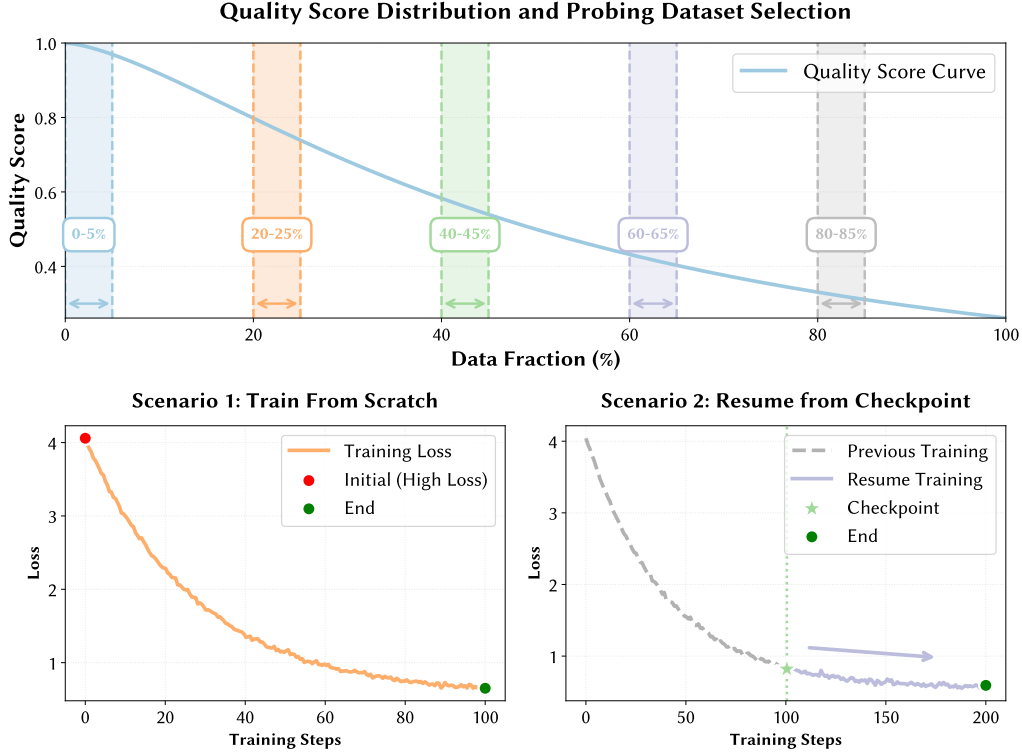 Quality Score Distribution and Probing Dataset Selection
Quality Score
1.0
0.8
0.6
0.4
Quality Score Curve
0-5%
20-25%
40-45%
60-65%
80-85%
0
20
40
60
80
100
Data Fraction (%)
Scenario 1: Train From Scratch
Loss
4
3
2
1
Training Loss
Initial (High Loss)
End
0
20
40
60
80
100
Training Steps
Scenario 2: Resume from Checkpoint
Loss
4
3
2
1
Previous Training
Resume Training
Checkpoint
End
0
50
100
150
200
Training Steps